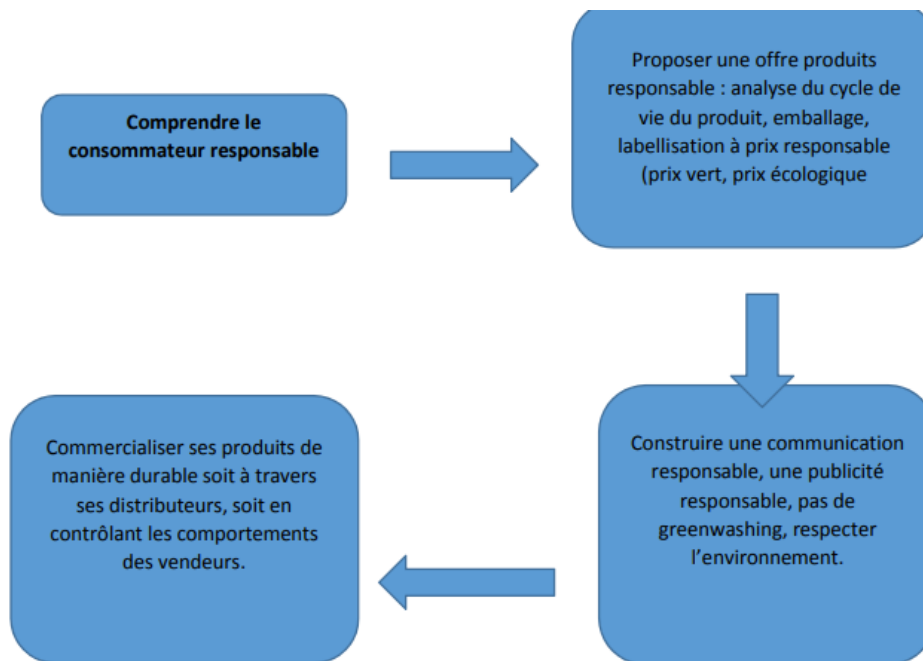 Comprendre le
consommateur responsable
Proposer une offre produits
responsable : analyse du cycle de
vie du produit, emballage,
labellisation à prix responsable
(prix vert, prix écologique
Construire une communication
responsable, une publicité
responsable, pas de
greenwashing, respecter
l’environnement.
Commercialiser ses produits de
manière durable soit à travers
ses distributeurs, soit en
contrôlant les comportements
des vendeurs.